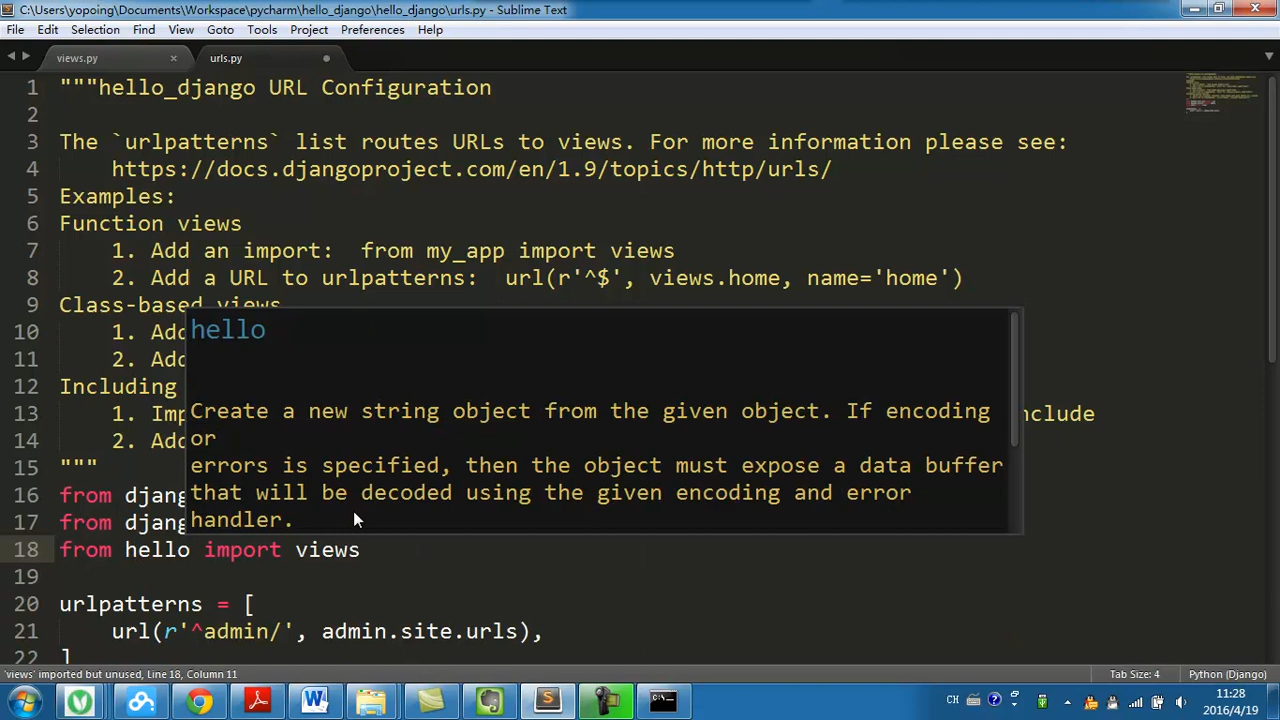 C:\Users\yopoing\Documents\Workspace\pycharm\hello_django\hello_django\urls.py - Sublime Text
File Edit Selection Find View Goto Tools Project Preferences Help
views.py × urls.py
1 """hello_django URL Configuration
2
3 The `urlpatterns` list routes URLs to views. For more information please see:
4 https://docs.djangoproject.com/en/1.9/topics/http/urls/
5 Examples:
6 Function views
7 1. Add an import: from my_app import views
8 2. Add a URL to urlpatterns: url(r'^$', views.home, name='home')
9 Class-based views
hello
10 1. Add
11 2. Add
12 Including
Create a new string object from the given object. If encoding
13 1. Imp
nclude
or
14 2. Add
errors is specified, then the object must expose a data buffer
15 """
that will be decoded using the given encoding and error
16 from djang
handler.
17 from djang
18 from hello import views
19
20 urlpatterns = [
21 url(r'^admin/', admin.site.urls),
22 ]
'views' imported but unused, Line 18, Column 11
Tab Size: 4 Python (Django)
CH
11:28
2016/4/19